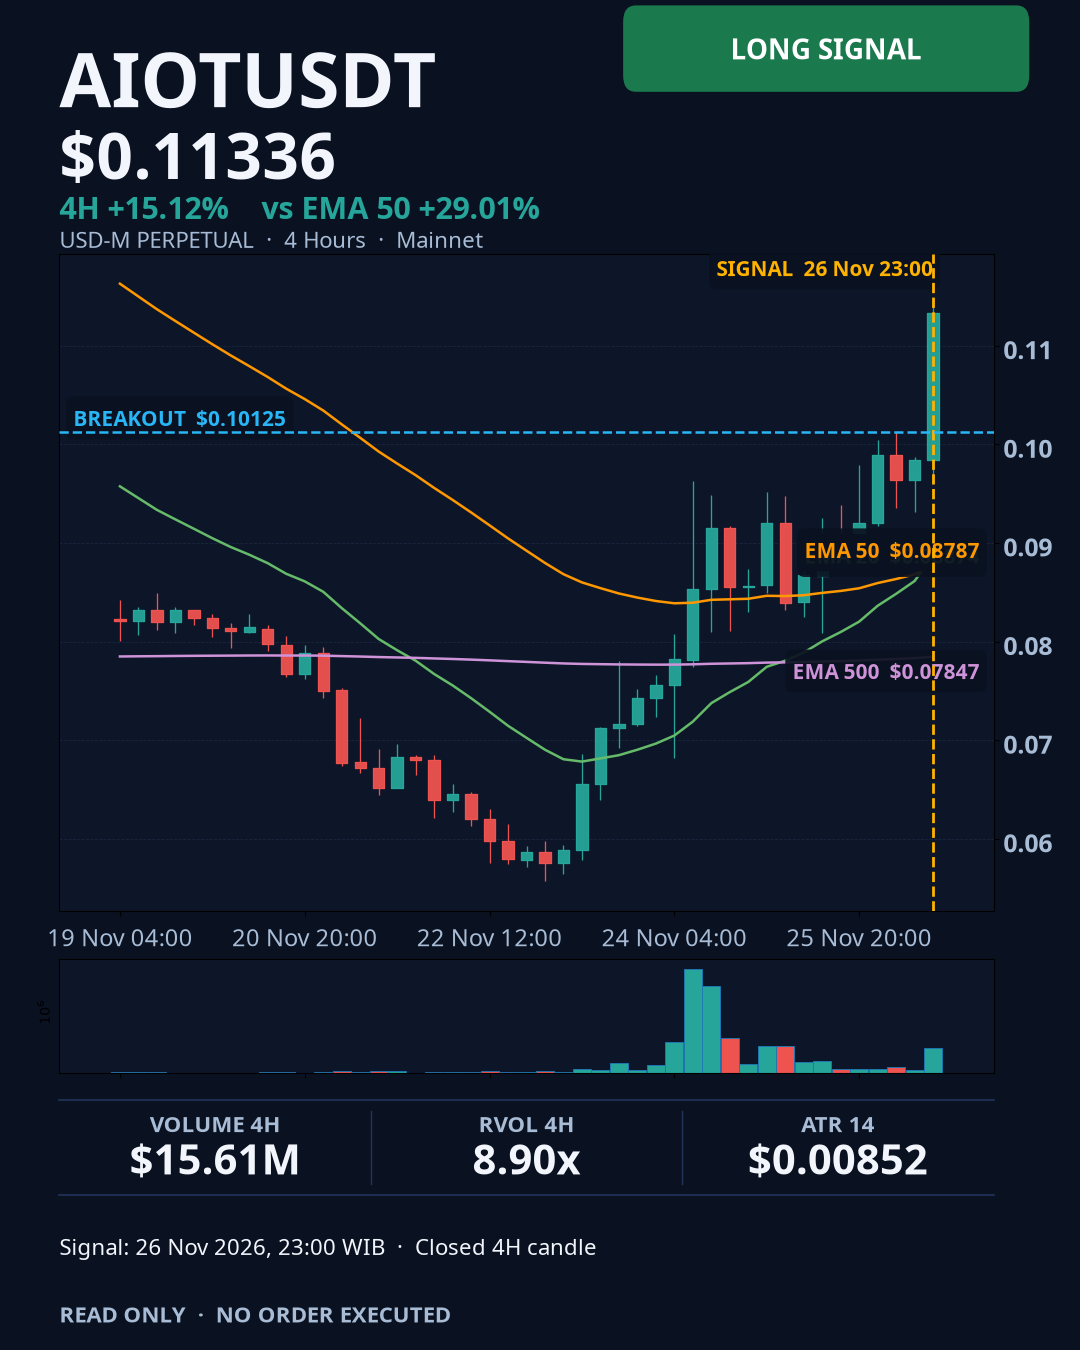 LONG SIGNAL
AIOTUSDT
$0.11336
4H +15.12% vs EMA 50 +29.01%
USD-M PERPETUAL · 4 Hours · Mainnet
SIGNAL 26 Nov 23:00
0.11
BREAKOUT $0.10125
0.10
EMA 50 $0.08787
0.09
0.08
EMA 500 $0.07847
0.07
0.06
19 Nov 04:00
20 Nov 20:00
22 Nov 12:00
24 Nov 04:00
25 Nov 20:00
10⁶
VOLUME 4H
RVOL 4H
ATR 14
$15.61M
8.90x
$0.00852
Signal: 26 Nov 2026, 23:00 WIB · Closed 4H candle
READ ONLY · NO ORDER EXECUTED